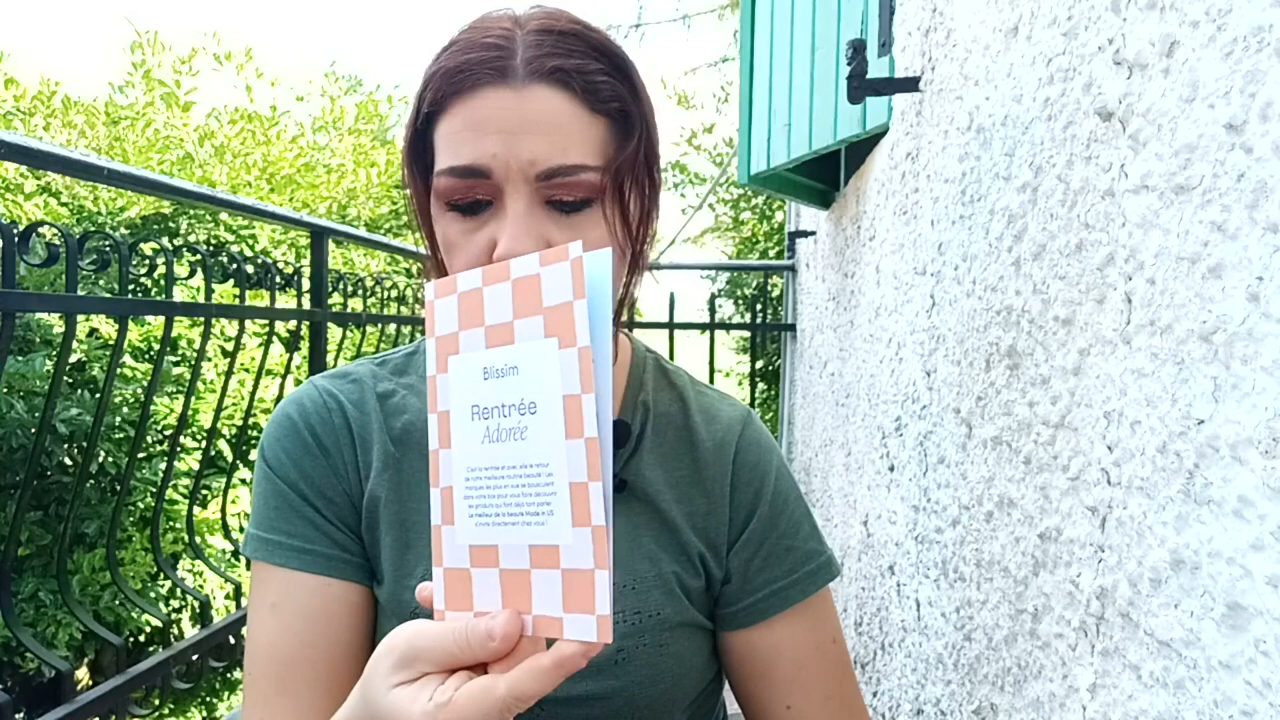 Blissim
Rentrée
Adorée
C'est la rentrée et avec elle le retour
de notre meilleure routine beauté ! Les
marques les plus en vue se bousculent
dans votre box pour vous faire découvrir
les produits qui font déjà tant parler.
Le meilleur de la beauté Made in US
s'invite directement chez vous !